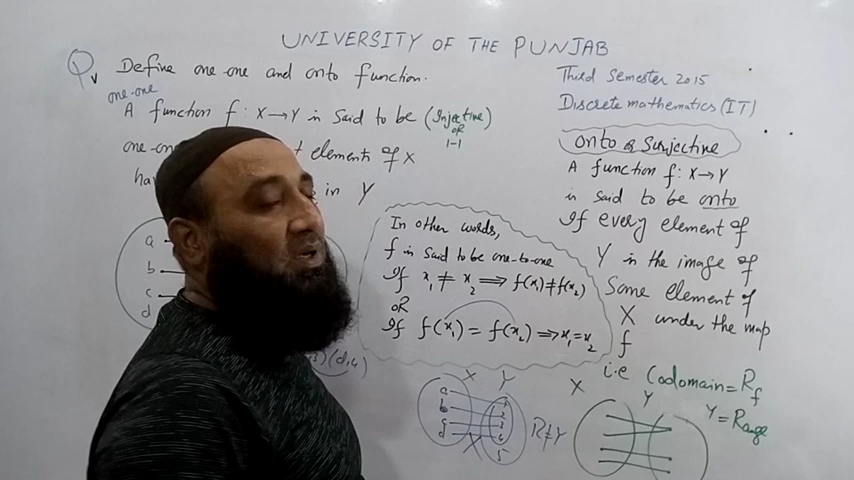 UNIVERSITY OF THE PUNJAB
Q Define one-one and onto function.
one-one
A function f: X→Y is said to be (Injective
OR
1-1)
one-one elements of X
in Y
a
b
c
d
(d,4)
In other words,
f is said to be one-to-one
If x₁ ≠ x₂ ⟹ f(x₁) ≠ f(x₂)
OR
If f(x₁) = f(x₂) ⟹ x₁ = x₂
X Y
a
b
d
5
R≠Y
Third Semester 2015
Discrete mathematics (IT)
onto or Surjective
A function f: X→Y
is said to be onto
If every element of
Y is the image of
Some element of
X under the map
f
i.e Codomain = R_f
Y = Range
X Y